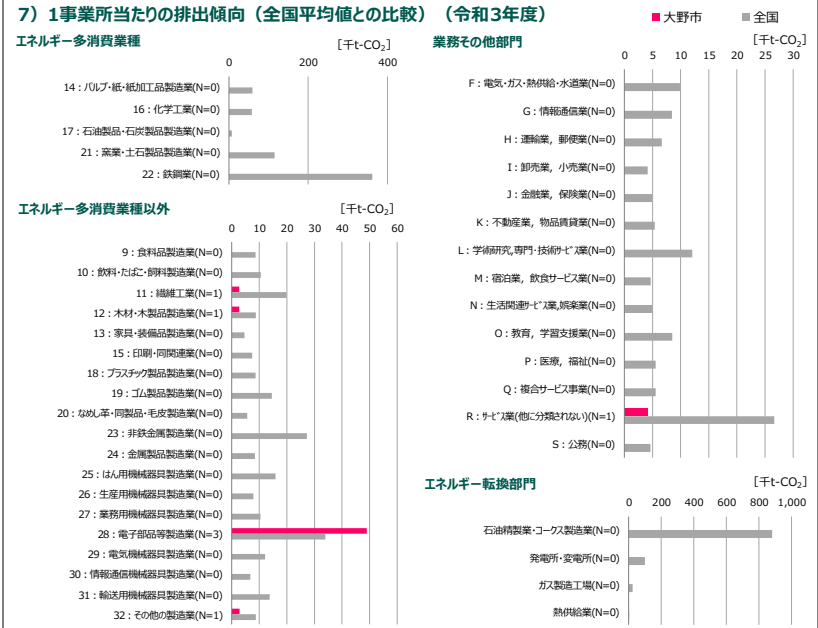 7）1事業所当たりの排出傾向（全国平均値との比較）（令和3年度）
■大野市 ■全国
エネルギー多消費業種
[千t-CO₂]
0 200 400
14：パルプ・紙・紙加工品製造業(N=0)
16：化学工業(N=0)
17：石油製品・石炭製品製造業(N=0)
21：窯業・土石製品製造業(N=0)
22：鉄鋼業(N=0)
エネルギー多消費業種以外
[千t-CO₂]
0 10 20 30 40 50 60
9：食料品製造業(N=0)
10：飲料・たばこ・飼料製造業(N=0)
11：繊維工業(N=1)
12：木材・木製品製造業(N=1)
13：家具・装備品製造業(N=0)
15：印刷・同関連業(N=0)
18：プラスチック製品製造業(N=0)
19：ゴム製品製造業(N=0)
20：なめし革・同製品・毛皮製造業(N=0)
23：非鉄金属製造業(N=0)
24：金属製品製造業(N=0)
25：はん用機械器具製造業(N=0)
26：生産用機械器具製造業(N=0)
27：業務用機械器具製造業(N=0)
28：電子部品等製造業(N=3)
29：電気機械器具製造業(N=0)
30：情報通信機械器具製造業(N=0)
31：輸送用機械器具製造業(N=0)
32：その他の製造業(N=1)
業務その他部門
[千t-CO₂]
0 5 10 15 20 25 30
F：電気・ガス・熱供給・水道業(N=0)
G：情報通信業(N=0)
H：運輸業，郵便業(N=0)
I：卸売業，小売業(N=0)
J：金融業，保険業(N=0)
K：不動産業，物品賃貸業(N=0)
L：学術研究,専門・技術ｻｰﾋﾞｽ業(N=0)
M：宿泊業，飲食サービス業(N=0)
N：生活関連ｻｰﾋﾞｽ業,娯楽業(N=0)
O：教育，学習支援業(N=0)
P：医療，福祉(N=0)
Q：複合サービス事業(N=0)
R：ｻｰﾋﾞｽ業(他に分類されない)(N=1)
S：公務(N=0)
エネルギー転換部門
[千t-CO₂]
0 200 400 600 800 1,000
石油精製業・コークス製造業(N=0)
発電所・変電所(N=0)
ガス製造工場(N=0)
熱供給業(N=0)